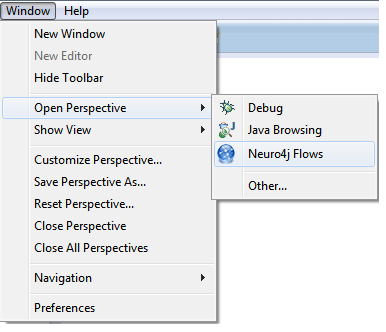 Window Help
New Window
New Editor
Hide Toolbar
Open Perspective
Show View
Customize Perspective...
Save Perspective As...
Reset Perspective...
Close Perspective
Close All Perspectives
Navigation
Preferences
Debug
Java Browsing
Neuro4j Flows
Other...